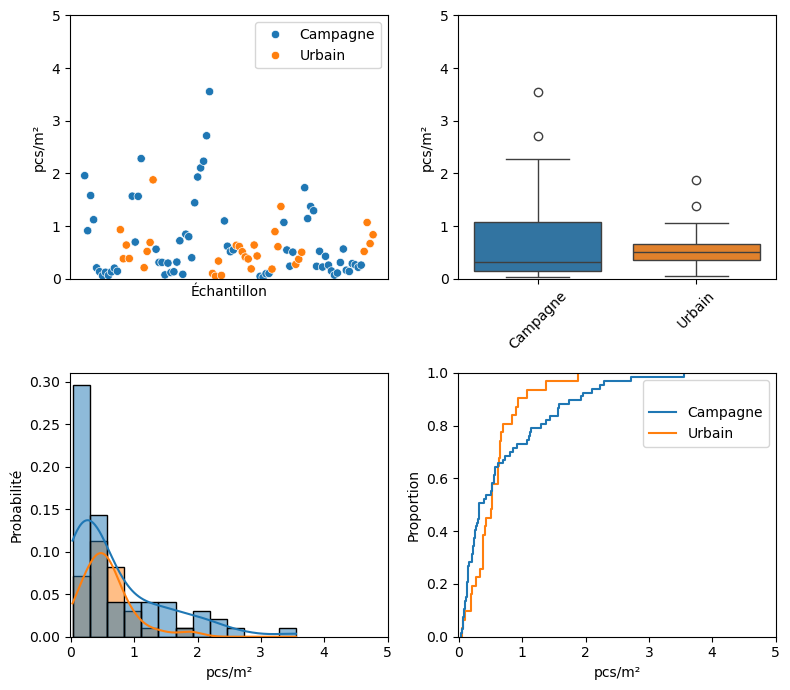 5
4
3
2
1
0
pcs/m²
Échantillon
Campagne
Urbain
5
4
3
2
1
0
pcs/m²
Campagne
Urbain
0.30
0.25
0.20
0.15
0.10
0.05
0.00
Probabilité
0 1 2 3 4 5
pcs/m²
1.0
0.8
0.6
0.4
0.2
0.0
Proportion
Campagne
Urbain
0 1 2 3 4 5
pcs/m²